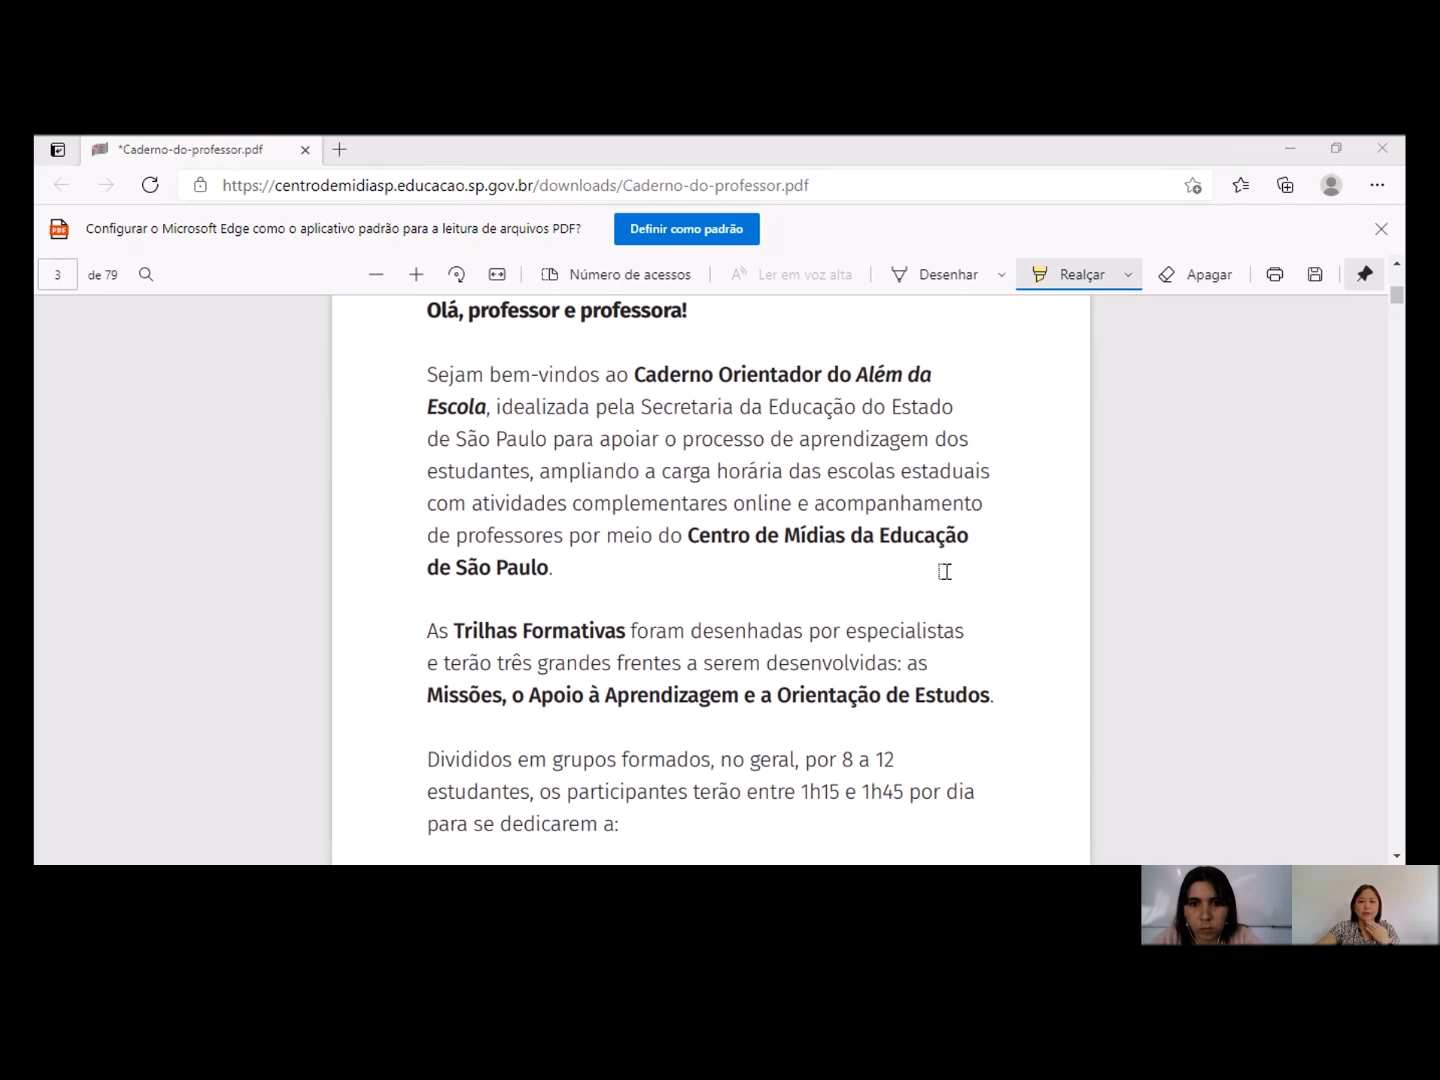 *Caderno-do-professor.pdf
https://centrodemidiasp.educacao.sp.gov.br/downloads/Caderno-do-professor.pdf
Configurar o Microsoft Edge como o aplicativo padrão para a leitura de arquivos PDF?
Definir como padrão
3 de 79
Número de acessos
Ler em voz alta
Desenhar
Realçar
Apagar
Olá, professor e professora!
Sejam bem-vindos ao Caderno Orientador do Além da
Escola, idealizada pela Secretaria da Educação do Estado
de São Paulo para apoiar o processo de aprendizagem dos
estudantes, ampliando a carga horária das escolas estaduais
com atividades complementares online e acompanhamento
de professores por meio do Centro de Mídias da Educação
de São Paulo.
As Trilhas Formativas foram desenhadas por especialistas
e terão três grandes frentes a serem desenvolvidas: as
Missões, o Apoio à Aprendizagem e a Orientação de Estudos.
Divididos em grupos formados, no geral, por 8 a 12
estudantes, os participantes terão entre 1h15 e 1h45 por dia
para se dedicarem a: